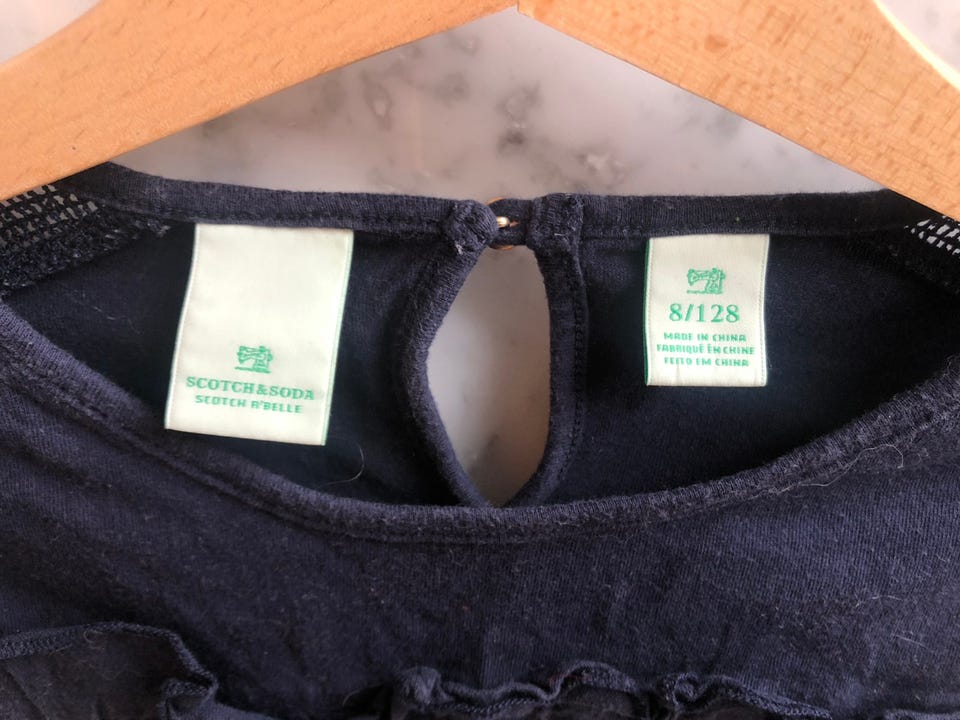 SCOTCH&SODA
SCOTCH R'BELLE
8/128
MADE IN CHINA
FABRIQUÉ EN CHINE
FEITO EM CHINA